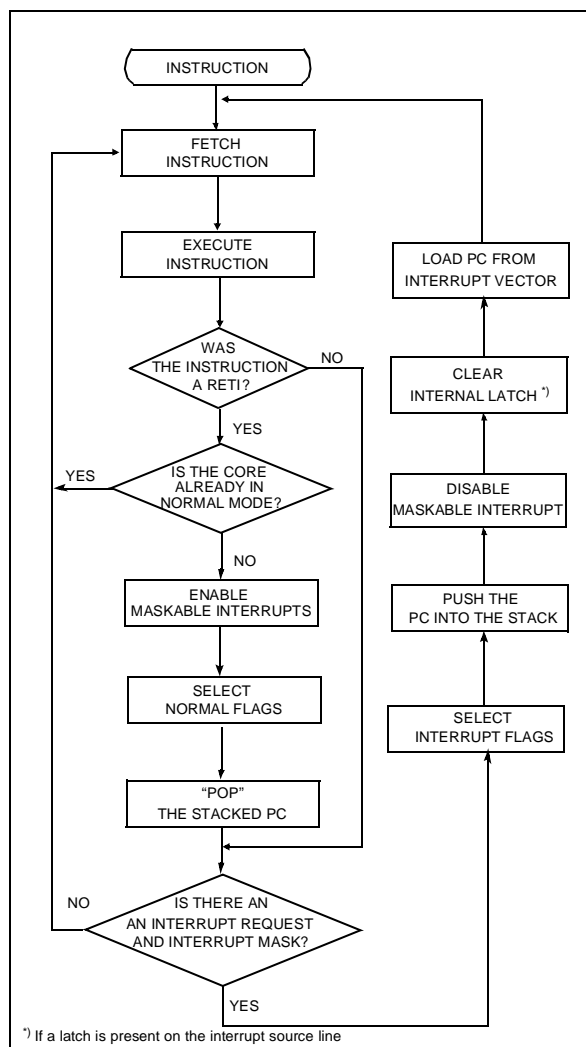 INSTRUCTION
FETCH
INSTRUCTION
EXECUTE
INSTRUCTION
WAS
THE INSTRUCTION
A RETI?
NO
YES
IS THE CORE
ALREADY IN
NORMAL MODE?
YES
NO
ENABLE
MASKABLE INTERRUPTS
SELECT
NORMAL FLAGS
“POP”
THE STACKED PC
IS THERE AN
AN INTERRUPT REQUEST
AND INTERRUPT MASK?
NO
YES
SELECT
INTERRUPT FLAGS
PUSH THE
PC INTO THE STACK
DISABLE
MASKABLE INTERRUPT
CLEAR
INTERNAL LATCH *)
LOAD PC FROM
INTERRUPT VECTOR
*) If a latch is present on the interrupt source line